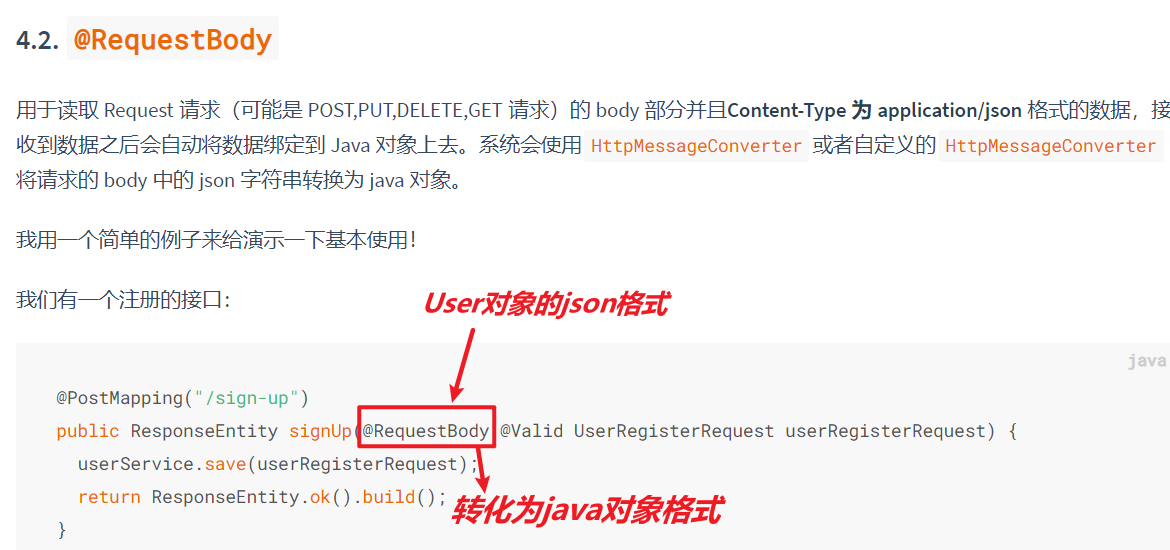 4.2. @RequestBody
用于读取 Request 请求（可能是 POST,PUT,DELETE,GET 请求）的 body 部分并且Content-Type 为 application/json 格式的数据，接
收到数据之后会自动将数据绑定到 Java 对象上去。系统会使用 HttpMessageConverter 或者自定义的 HttpMessageConverter
将请求的 body 中的 json 字符串转换为 java 对象。
我用一个简单的例子来给演示一下基本使用！
我们有一个注册的接口：
User对象的json格式
java
@PostMapping("/sign-up")
public ResponseEntity signUp(@RequestBody @Valid UserRegisterRequest userRegisterRequest) {
userService.save(userRegisterRequest);
return ResponseEntity.ok().build();
转化为java对象格式
}